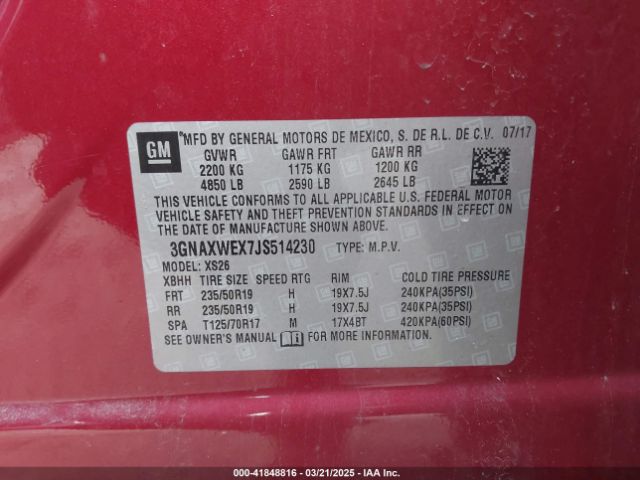 GM
*MFD BY GENERAL MOTORS DE MEXICO, S. DE R.L. DE C.V. 07/17
GVWR GAWR FRT GAWR RR
2200 KG 1175 KG 1200 KG
4850 LB 2590 LB 2645 LB
THIS VEHICLE CONFORMS TO ALL APPLICABLE U.S. FEDERAL MOTOR
VEHICLE SAFETY AND THEFT PREVENTION STANDARDS IN EFFECT ON
THE DATE OF MANUFACTURE SHOWN ABOVE.
3GNAXWEX7JS514230 TYPE: M.P.V.
MODEL: XS26
XBHH TIRE SIZE SPEED RTG RIM COLD TIRE PRESSURE
FRT 235/50R19 H 19X7.5J 240KPA(35PSI)
RR 235/50R19 H 19X7.5J 240KPA(35PSI)
SPA T125/70R17 M 17X4BT 420KPA(60PSI)
SEE OWNER'S MANUAL FOR MORE INFORMATION.
000-41848816 - 03/21/2025 - IAA Inc.